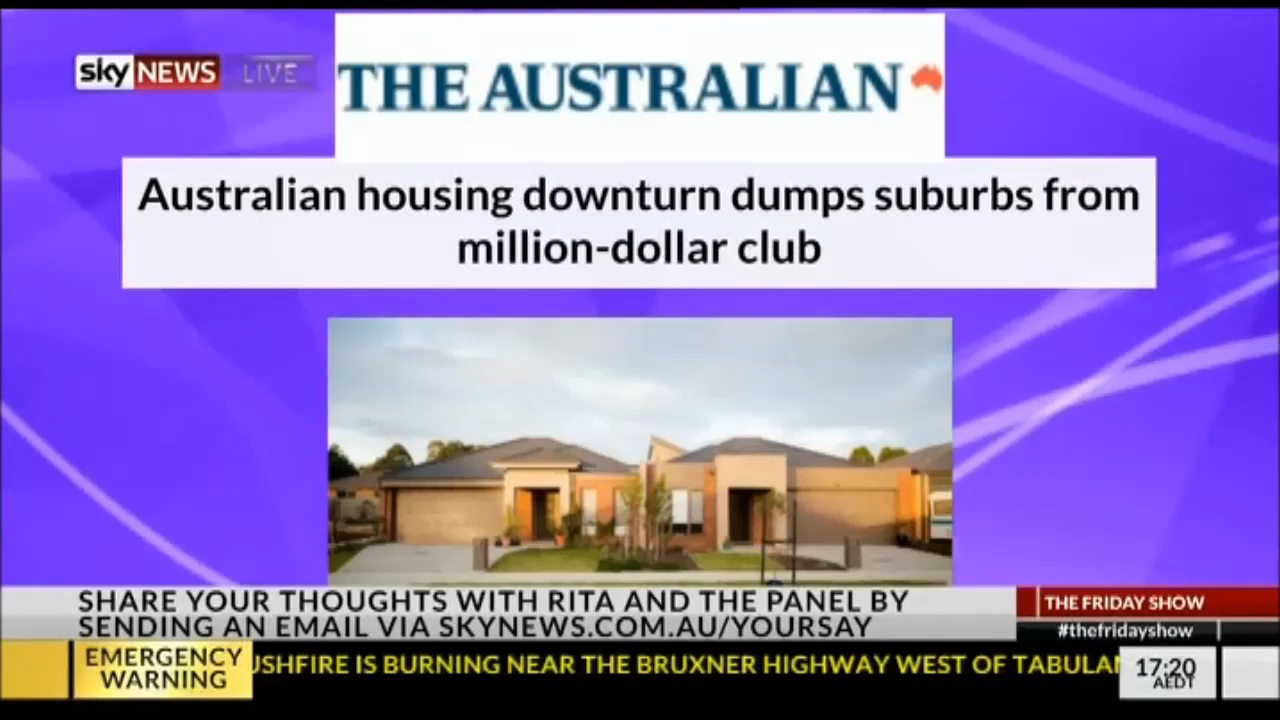 sky NEWS LIVE
THE AUSTRALIAN
Australian housing downturn dumps suburbs from
million-dollar club
SHARE YOUR THOUGHTS WITH RITA AND THE PANEL BY
SENDING AN EMAIL VIA SKYNEWS.COM.AU/YOURSAY
THE FRIDAY SHOW
#thefridayshow
EMERGENCY
WARNING
USHFIRE IS BURNING NEAR THE BRUXNER HIGHWAY WEST OF TABULAM
17:20
AEDT